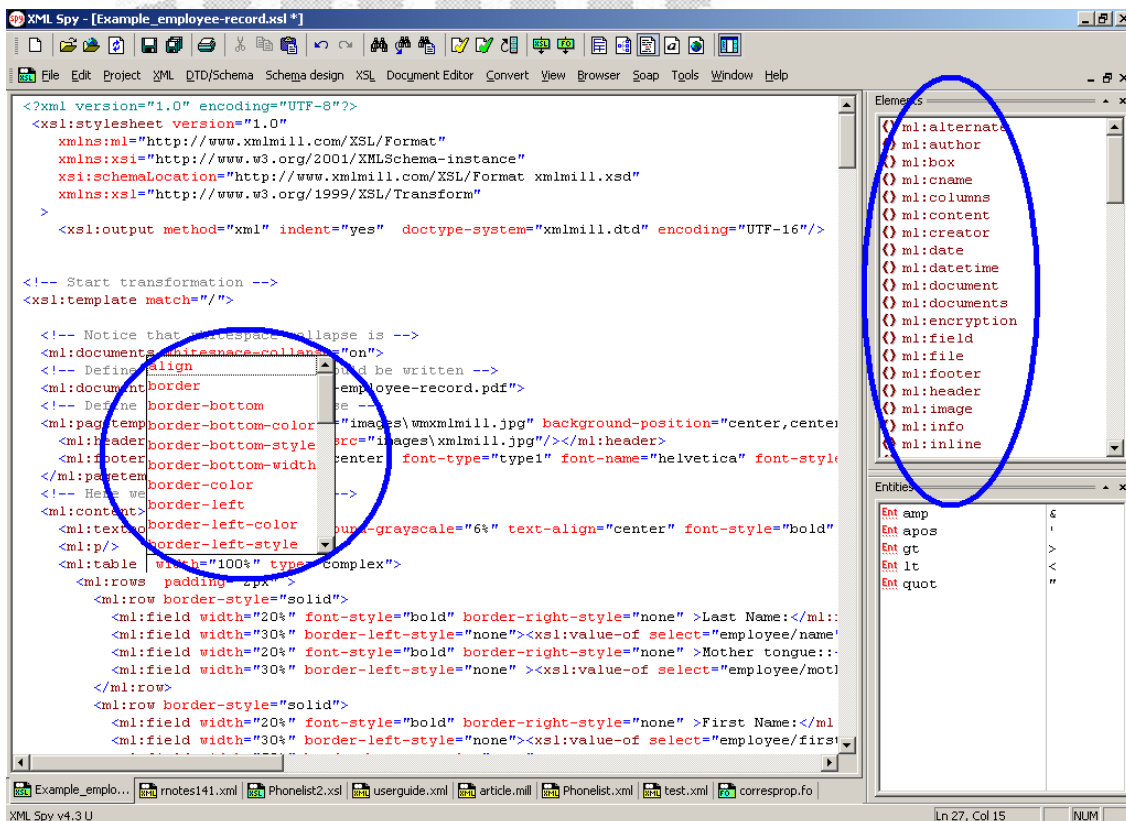 XML Spy - [Example_employee-record.xsl *]
File Edit Project XML DTD/Schema Schema design XSL Document Editor Convert View Browser Soap Tools Window Help
<?xml version="1.0" encoding="UTF-8"?>
<xsl:stylesheet version="1.0"
xmlns:ml="http://www.xmlmill.com/XSL/Format"
xmlns:xsi="http://www.w3.org/2001/XMLSchema-instance"
xsi:schemaLocation="http://www.xmlmill.com/XSL/Format xmlmill.xsd"
xmlns:xsl="http://www.w3.org/1999/XSL/Transform"
>
<xsl:output method="xml" indent="yes" doctype-system="xmlmill.dtd" encoding="UTF-16"/>
<!-- Start transformation -->
<xsl:template match="/">
<!-- Notice that whitespace collapse is -->
<ml:documents whitespace-collapse="on">
<!-- Define uld be written -->
<ml:document -employee-record.pdf">
<!-- Define se -->
<ml:pagetemp ="images\wmxmlmill.jpg" background-position="center,cente
<ml:header src="images\xmlmill.jpg"/></ml:header>
<ml:footer center" font-type="type1" font-name="helvetica" font-style
</ml:pagetem
<!-- Here we -->
<ml:content>
<ml:textbo und-grayscale="6%" text-align="center" font-style="bold"
<ml:p/>
<ml:table width="100%" type="complex">
<ml:rows padding="2px" >
<ml:row border-style="solid">
<ml:field width="20%" font-style="bold" border-right-style="none" >Last Name:</ml:
<ml:field width="30%" border-left-style="none"><xsl:value-of select="employee/name"
<ml:field width="20%" font-style="bold" border-right-style="none" >Mother tongue::
<ml:field width="30%" border-left-style="none" ><xsl:value-of select="employee/mot
</ml:row>
<ml:row border-style="solid">
<ml:field width="20%" font-style="bold" border-right-style="none" >First Name:</ml
<ml:field width="30%" border-left-style="none"><xsl:value-of select="employee/first
align
border
border-bottom
border-bottom-color
border-bottom-style
border-bottom-width
border-color
border-left
border-left-color
border-left-style
Elements
ml:alternate
ml:author
ml:box
ml:cname
ml:columns
ml:content
ml:creator
ml:date
ml:datetime
ml:document
ml:documents
ml:encryption
ml:field
ml:file
ml:footer
ml:header
ml:image
ml:info
ml:inline
Entities
Ent amp &
Ent apos '
Ent gt >
Ent lt <
Ent quot "
Example_emplo... rnotes141.xml Phonelist2.xsl userguide.xml article.mill Phonelist.xml test.xml corresprop.fo
XML Spy v4.3 U Ln 27, Col 15 NUM